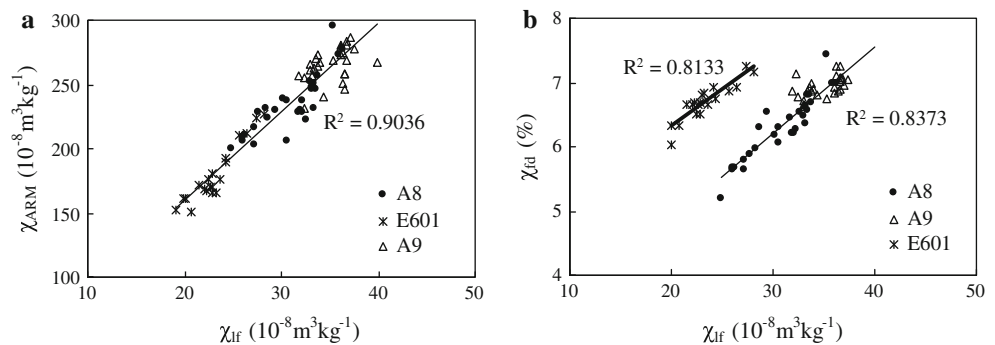 a
300
250
200
150
100
χARM (10⁻⁸m³kg⁻¹)
R² = 0.9036
A8
E601
A9
10
20
30
40
50
χlf (10⁻⁸m³kg⁻¹)
b
8
7
6
5
4
χfd (%)
R² = 0.8133
R² = 0.8373
A8
A9
E601
10
20
30
40
50
χlf (10⁻⁸m³kg⁻¹)